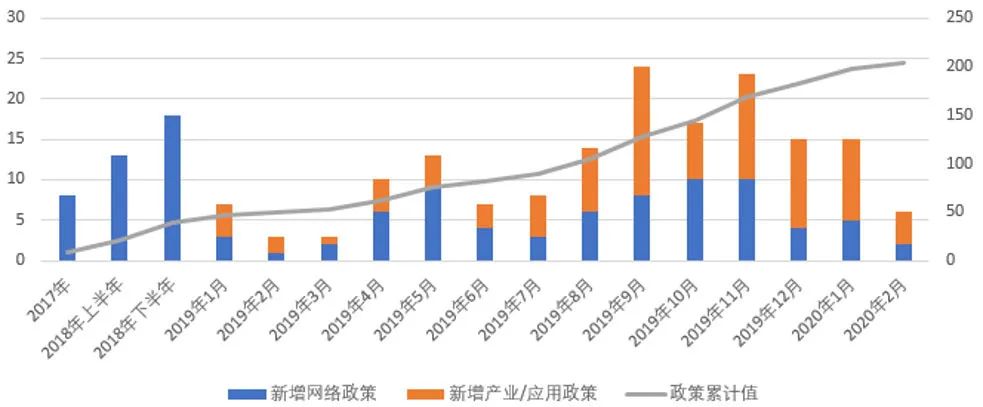 30
25
20
15
10
5
0
250
200
150
100
50
0
2017年
2018年上半年
2018年下半年
2019年1月
2019年2月
2019年3月
2019年4月
2019年5月
2019年6月
2019年7月
2019年8月
2019年9月
2019年10月
2019年11月
2019年12月
2020年1月
2020年2月
新增网络政策 新增产业/应用政策 政策累计值